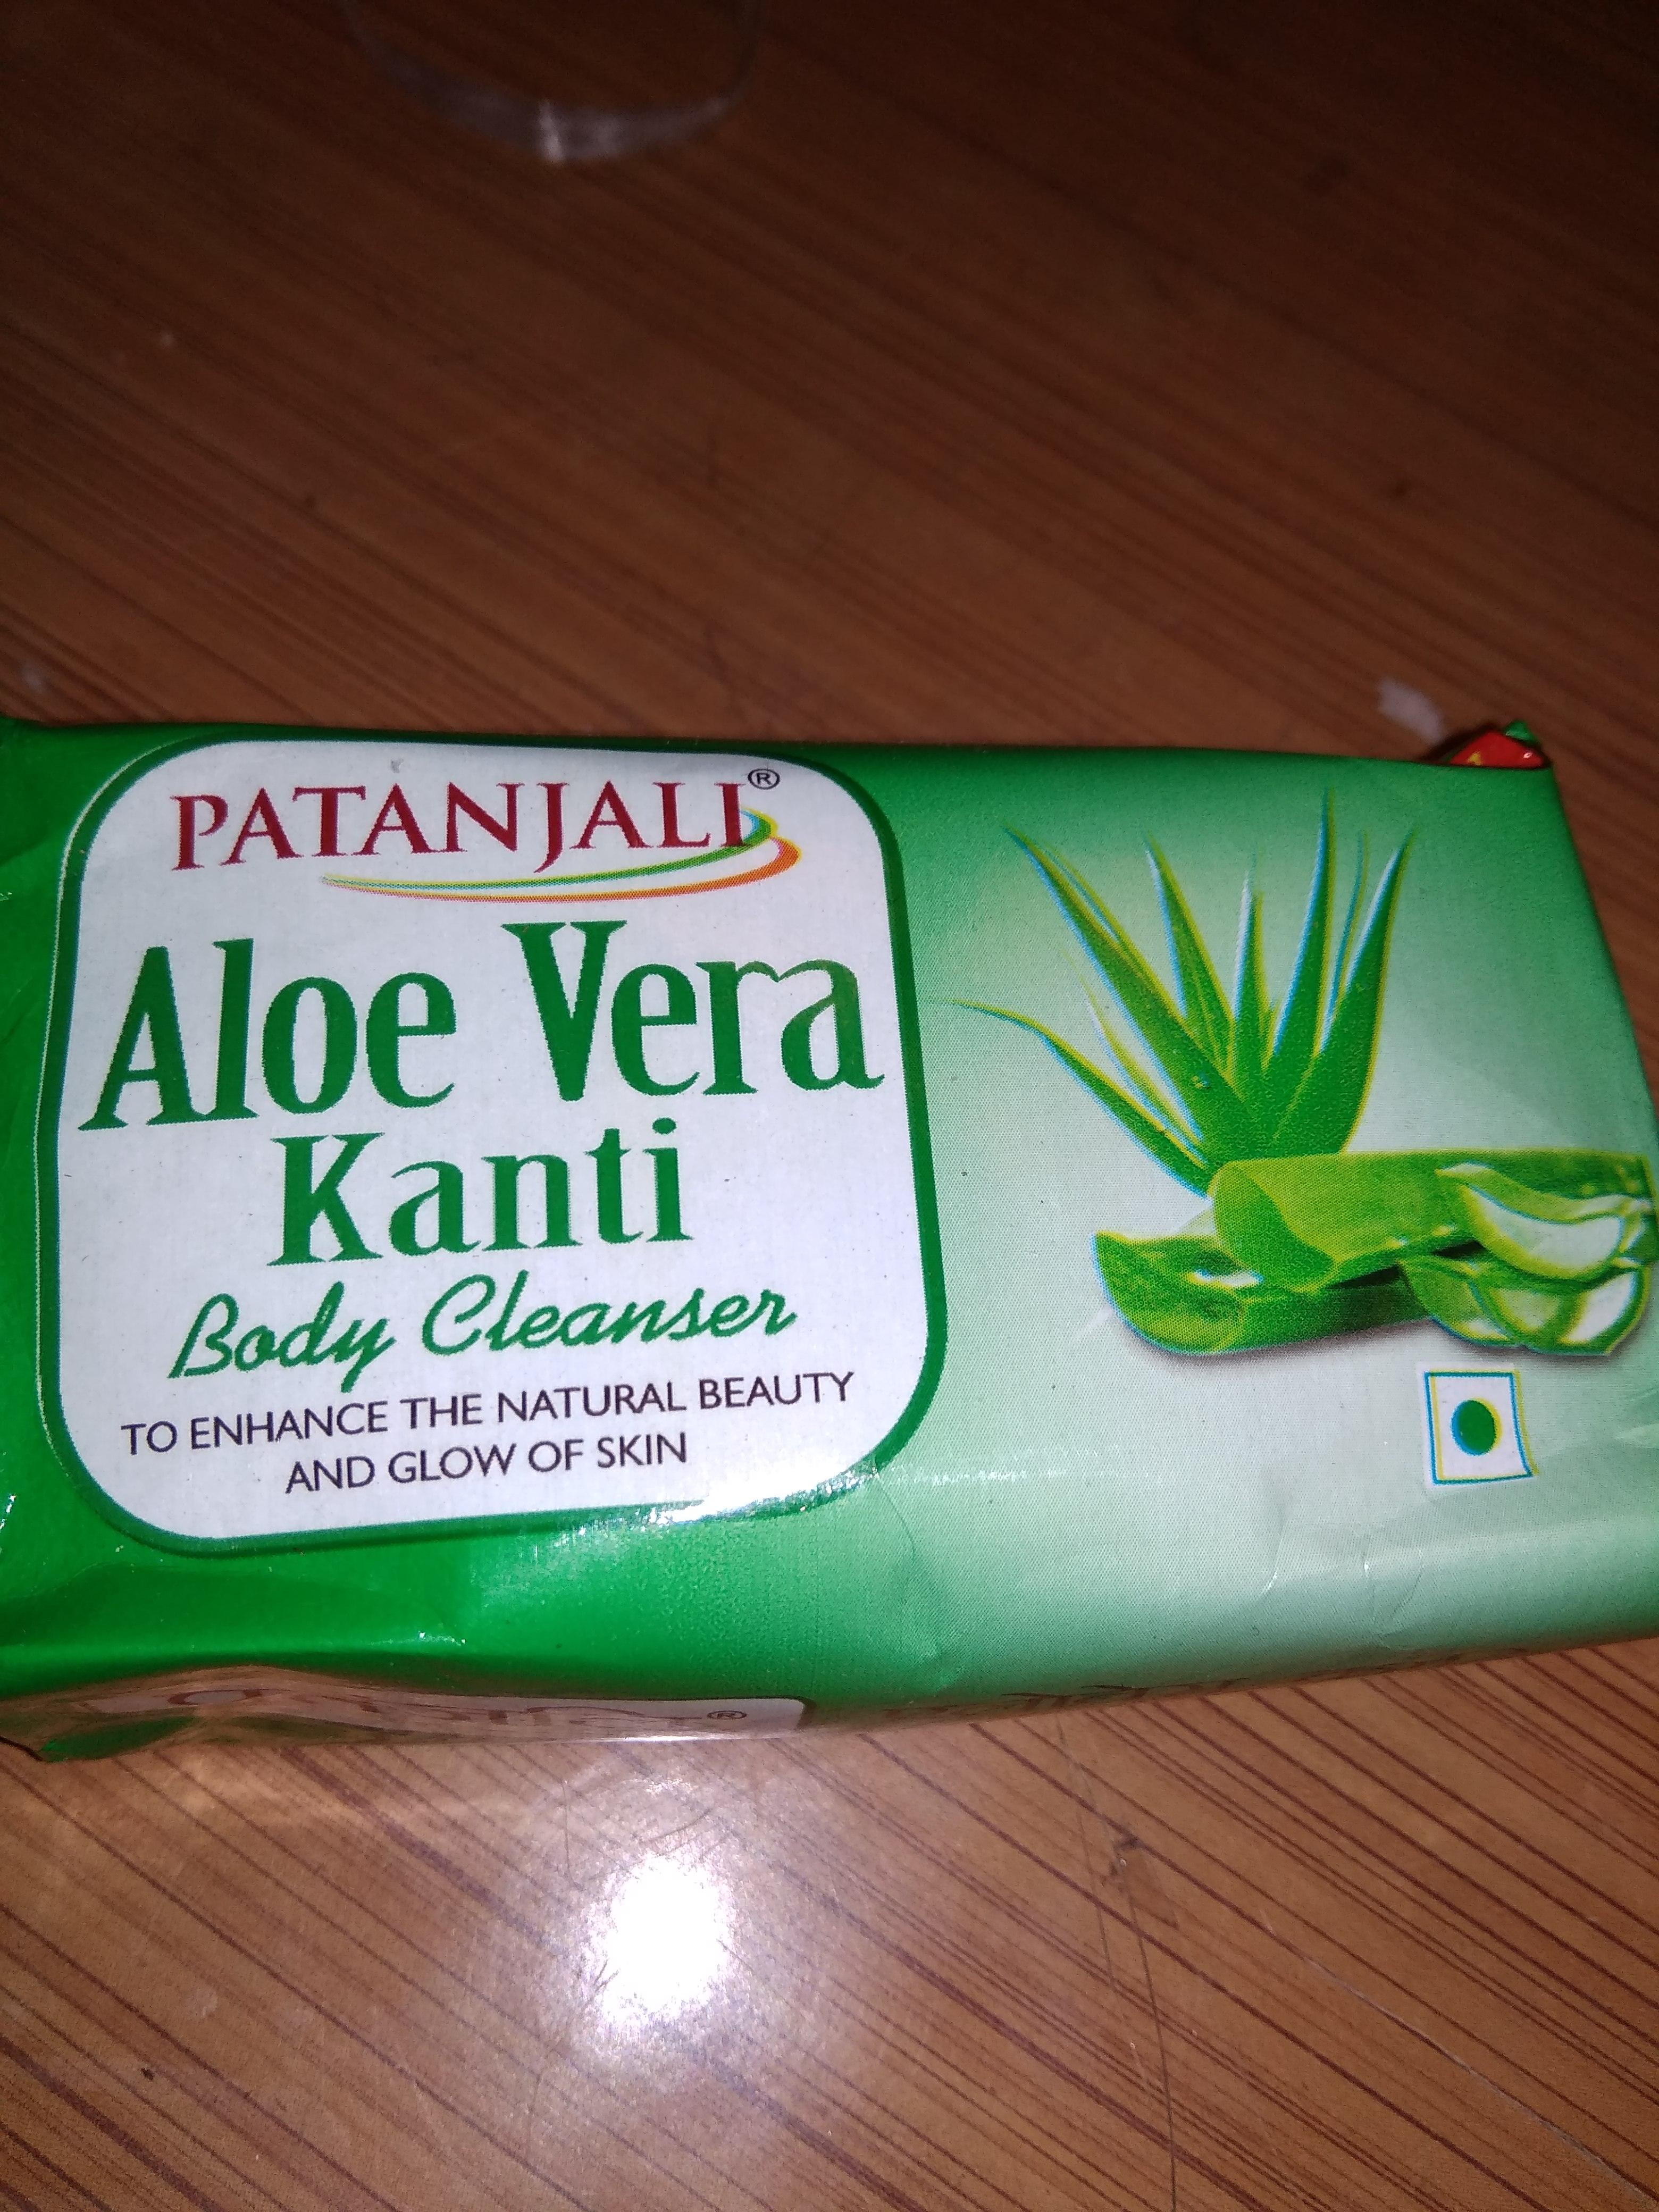 PATANJALI®
Aloe Vera
Kanti
Body Cleanser
TO ENHANCE THE NATURAL BEAUTY
AND GLOW OF SKIN
®